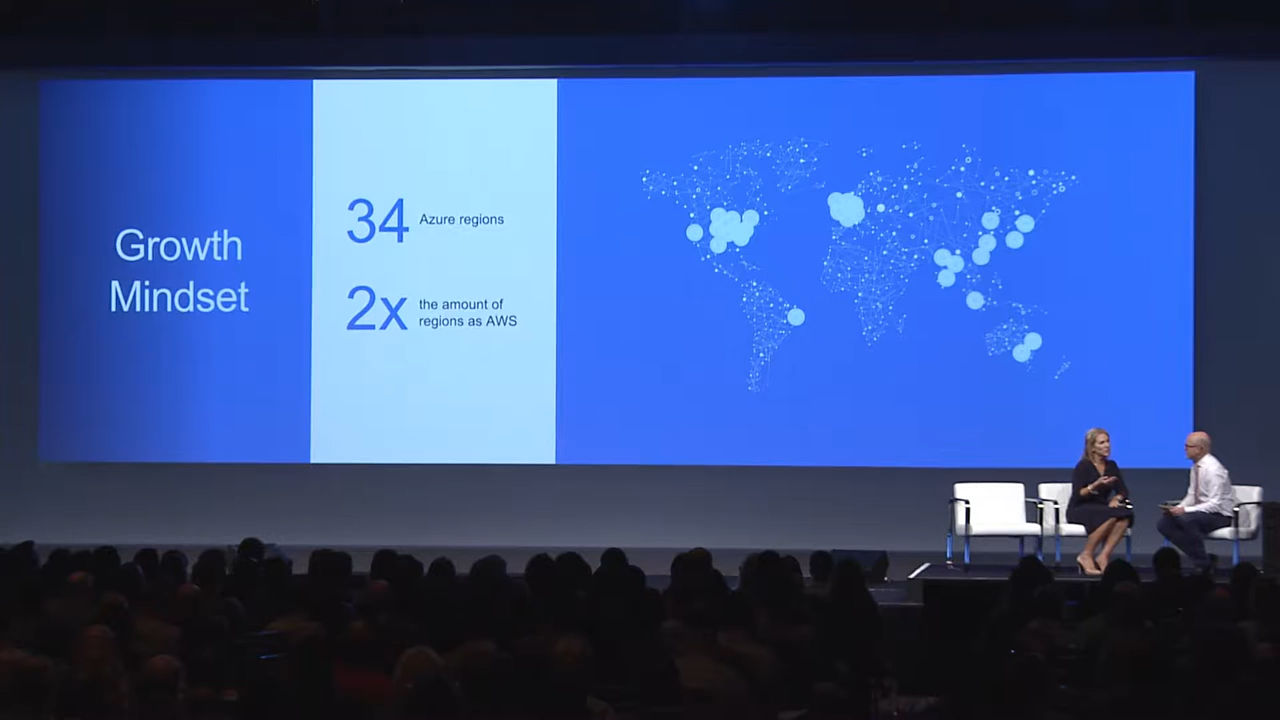 Growth
Mindset
34 Azure regions
2x the amount of
regions as AWS